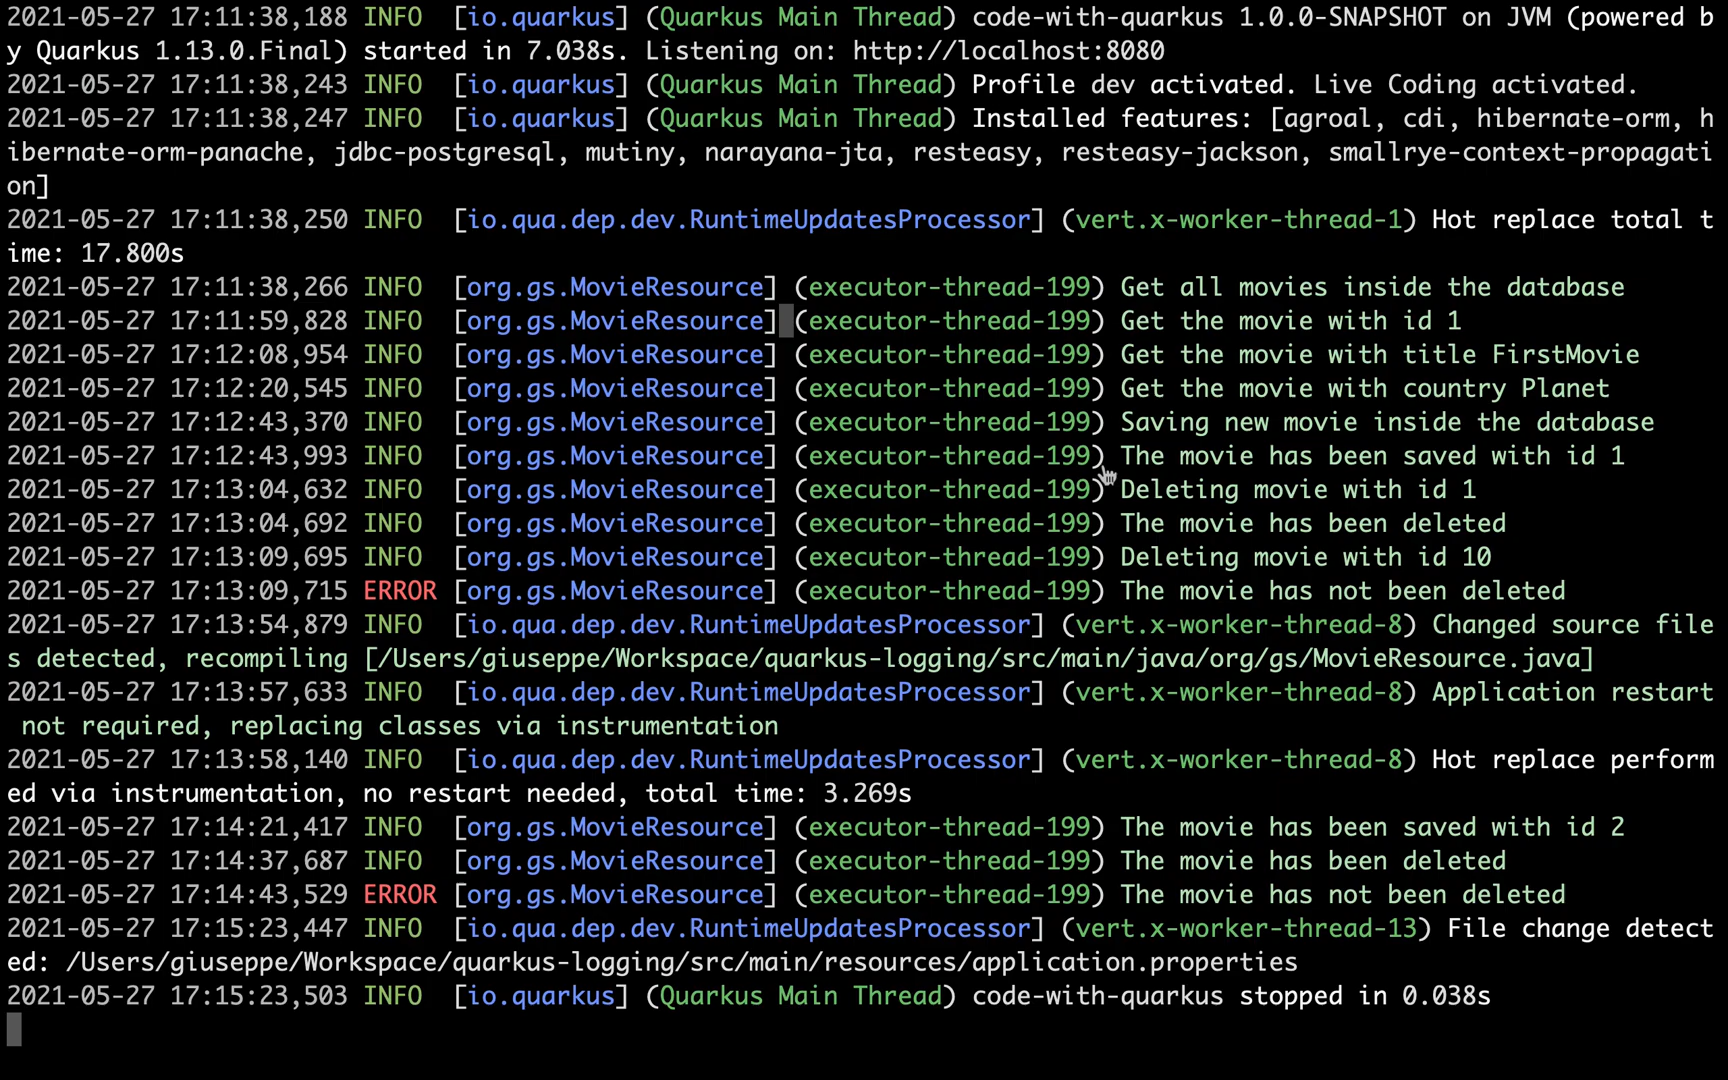 2021-05-27 17:11:38,188 INFO  [io.quarkus] (Quarkus Main Thread) code-with-quarkus 1.0.0-SNAPSHOT on JVM (powered b
y Quarkus 1.13.0.Final) started in 7.038s. Listening on: http://localhost:8080
2021-05-27 17:11:38,243 INFO  [io.quarkus] (Quarkus Main Thread) Profile dev activated. Live Coding activated.
2021-05-27 17:11:38,247 INFO  [io.quarkus] (Quarkus Main Thread) Installed features: [agroal, cdi, hibernate-orm, h
ibernate-orm-panache, jdbc-postgresql, mutiny, narayana-jta, resteasy, resteasy-jackson, smallrye-context-propagati
on]
2021-05-27 17:11:38,250 INFO  [io.qua.dep.dev.RuntimeUpdatesProcessor] (vert.x-worker-thread-1) Hot replace total t
ime: 17.800s
2021-05-27 17:11:38,266 INFO  [org.gs.MovieResource] (executor-thread-199) Get all movies inside the database
2021-05-27 17:11:59,828 INFO  [org.gs.MovieResource] (executor-thread-199) Get the movie with id 1
2021-05-27 17:12:08,954 INFO  [org.gs.MovieResource] (executor-thread-199) Get the movie with title FirstMovie
2021-05-27 17:12:20,545 INFO  [org.gs.MovieResource] (executor-thread-199) Get the movie with country Planet
2021-05-27 17:12:43,370 INFO  [org.gs.MovieResource] (executor-thread-199) Saving new movie inside the database
2021-05-27 17:12:43,993 INFO  [org.gs.MovieResource] (executor-thread-199) The movie has been saved with id 1
2021-05-27 17:13:04,632 INFO  [org.gs.MovieResource] (executor-thread-199) Deleting movie with id 1
2021-05-27 17:13:04,692 INFO  [org.gs.MovieResource] (executor-thread-199) The movie has been deleted
2021-05-27 17:13:09,695 INFO  [org.gs.MovieResource] (executor-thread-199) Deleting movie with id 10
2021-05-27 17:13:09,715 ERROR [org.gs.MovieResource] (executor-thread-199) The movie has not been deleted
2021-05-27 17:13:54,879 INFO  [io.qua.dep.dev.RuntimeUpdatesProcessor] (vert.x-worker-thread-8) Changed source file
s detected, recompiling [/Users/giuseppe/Workspace/quarkus-logging/src/main/java/org/gs/MovieResource.java]
2021-05-27 17:13:57,633 INFO  [io.qua.dep.dev.RuntimeUpdatesProcessor] (vert.x-worker-thread-8) Application restart
 not required, replacing classes via instrumentation
2021-05-27 17:13:58,140 INFO  [io.qua.dep.dev.RuntimeUpdatesProcessor] (vert.x-worker-thread-8) Hot replace perform
ed via instrumentation, no restart needed, total time: 3.269s
2021-05-27 17:14:21,417 INFO  [org.gs.MovieResource] (executor-thread-199) The movie has been saved with id 2
2021-05-27 17:14:37,687 INFO  [org.gs.MovieResource] (executor-thread-199) The movie has been deleted
2021-05-27 17:14:43,529 ERROR [org.gs.MovieResource] (executor-thread-199) The movie has not been deleted
2021-05-27 17:15:23,447 INFO  [io.qua.dep.dev.RuntimeUpdatesProcessor] (vert.x-worker-thread-13) File change detect
ed: /Users/giuseppe/Workspace/quarkus-logging/src/main/resources/application.properties
2021-05-27 17:15:23,503 INFO  [io.quarkus] (Quarkus Main Thread) code-with-quarkus stopped in 0.038s